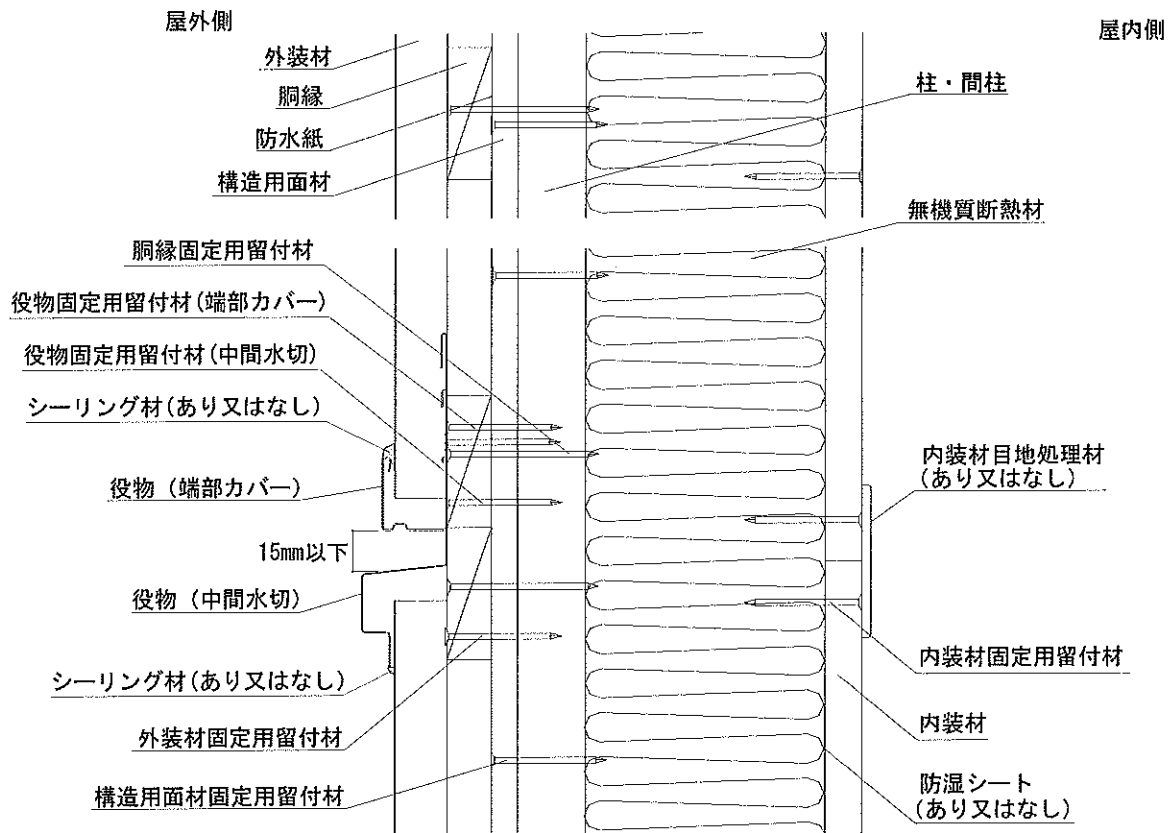 屋外側
屋内側
外装材
胴縁
防水紙
構造用面材
柱・間柱
無機質断熱材
胴縁固定用留付材
役物固定用留付材(端部カバー)
役物固定用留付材(中間水切)
シーリング材(あり又はなし)
役物（端部カバー）
15mm以下
役物（中間水切）
シーリング材(あり又はなし)
外装材固定用留付材
構造用面材固定用留付材
内装材目地処理材
(あり又はなし)
内装材固定用留付材
内装材
防湿シート
(あり又はなし)